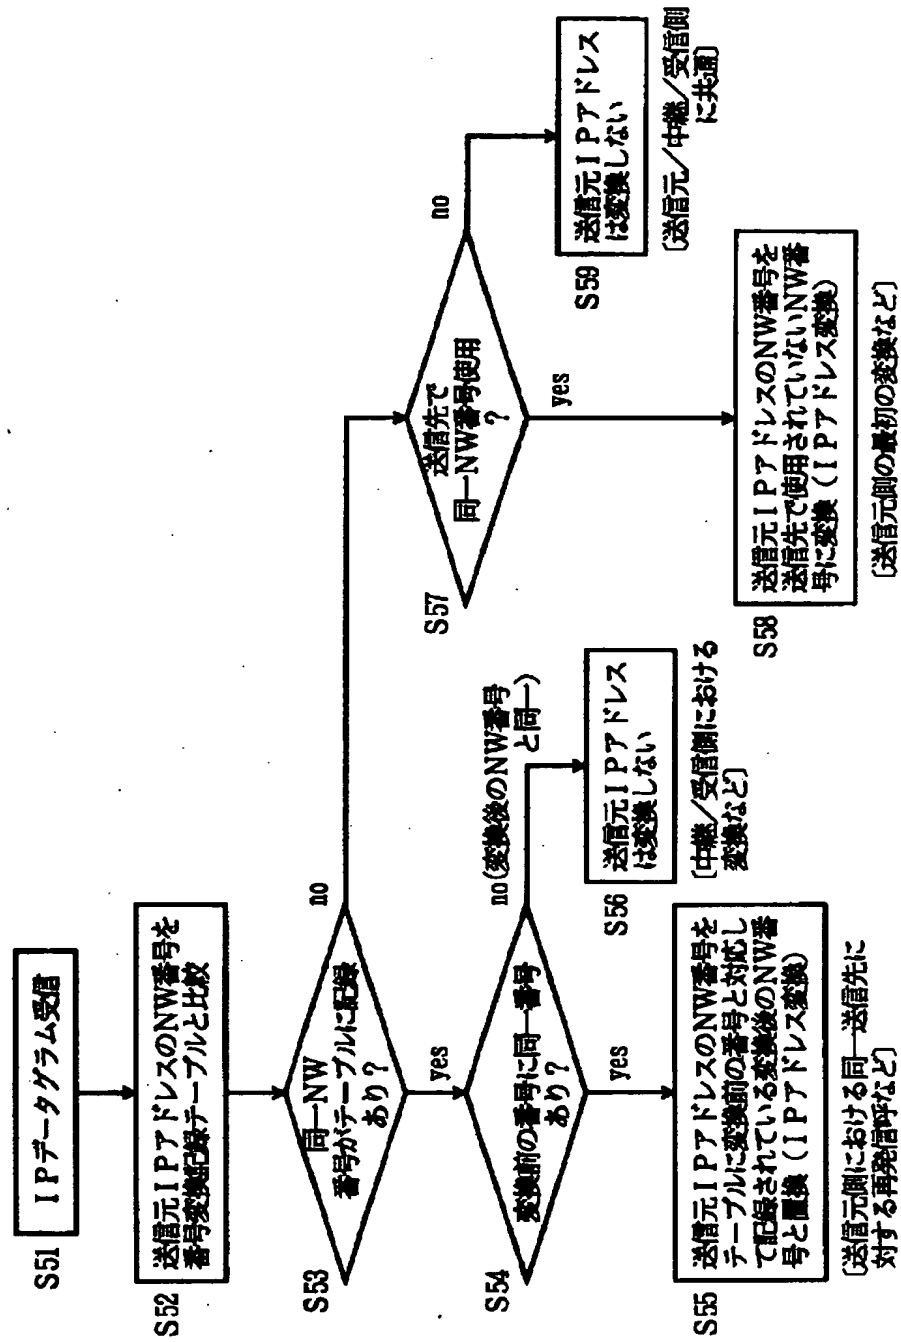 S51
IPデータグラム受信
S52
送信元IPアドレスのNW番号を
番号変換記録テーブルと比較
S53
同一NW
番号がテーブルに記録
あり?
no
yes
S54
変換前の番号に同一番号
あり?
no(変換後のNW番号
と同一)
yes
S55
送信元IPアドレスのNW番号を
テーブルに変換前の番号と対応し
て記録されている変換後のNW番
号と置換(IPアドレス変換)
〔送信元側における同一送信先に
対する再発信呼など〕
S56
送信元IPアドレス
は変換しない
〔中継/受信側における
変換など〕
S57
送信先で
同一NW番号使用
?
no
yes
S58
送信元IPアドレスのNW番号を
送信先で使用されていないNW番
号に変換(IPアドレス変換)
〔送信元側の最初の変換など〕
S59
送信元IPアドレス
は変換しない
〔送信元/中継/受信側
に共通〕